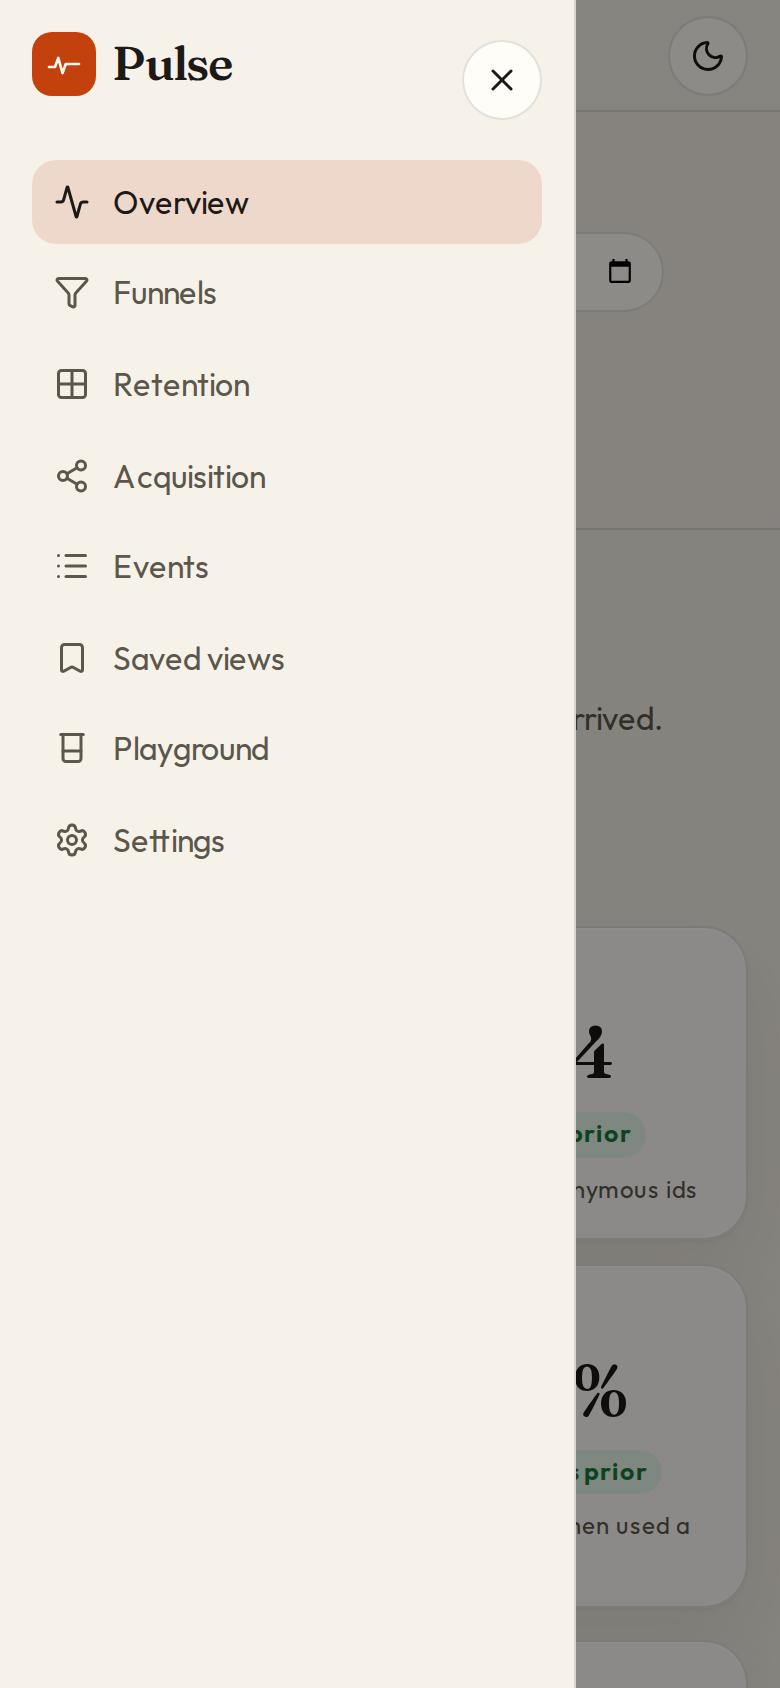 Pulse
Overview
Funnels
Retention
Acquisition
Events
Saved views
Playground
Settings
rrived.
4
prior
nymous ids
%
s prior
hen used a